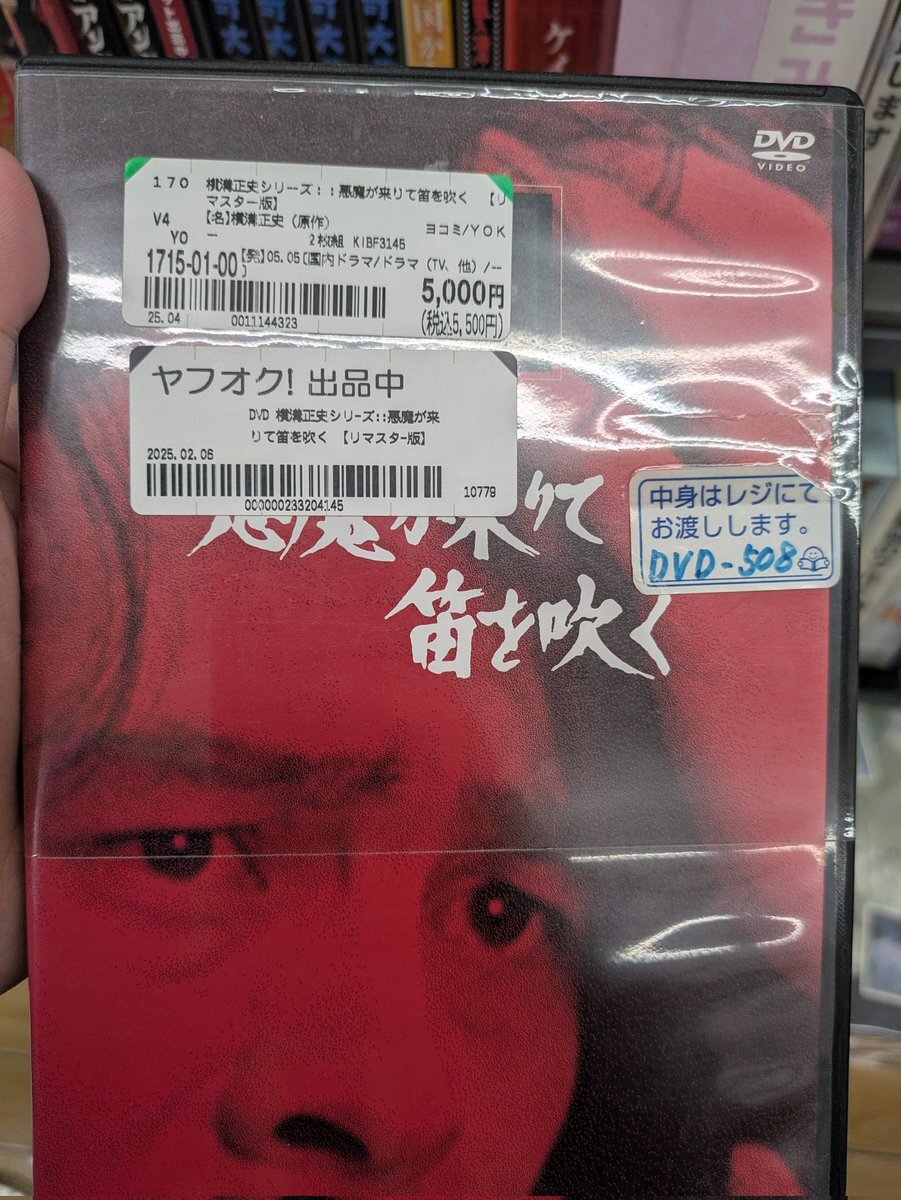 DVD
VIDEO
170 横溝正史シリーズ::悪魔が来りて笛を吹く 【リ
マスター版】
V4 【名】横溝正史 (原作) ヨコミ/YOK
YO ー 2枚組 KIBF3145
1715-01-00 【発】05.05 [国内ドラマ/ドラマ (TV、他) /--
]
5,000円
25.04 0011144323 (税込5,500円)
ヤフオク! 出品中
DVD 横溝正史シリーズ::悪魔が来
りて笛を吹く 【リマスター版】
2025.02.06
000000233204145 10779
悪魔が来りて
笛を吹く
中身はレジにて
お渡しします。
DVD-508